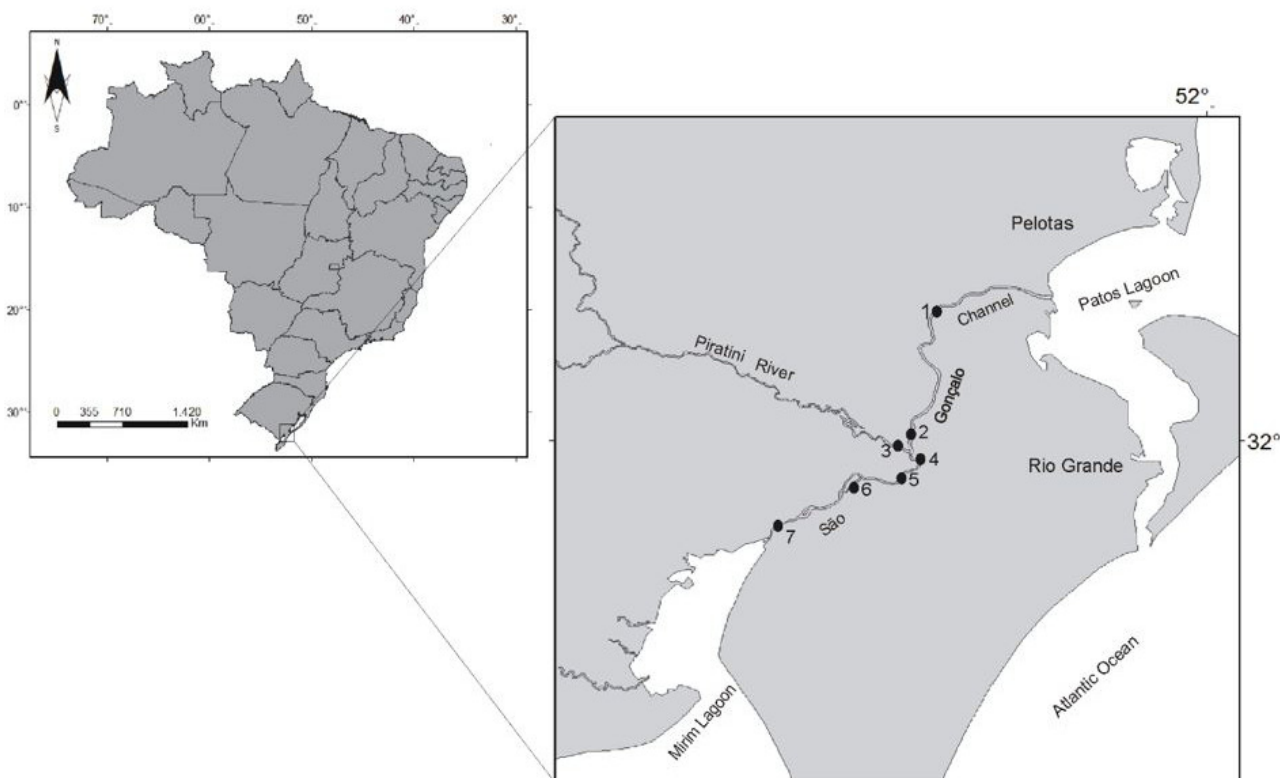 70° 60° 50° 40° 30°
N
S
0°
10°
20°
30°
0 355 710 1.420
Km
52°
Pelotas
Patos Lagoon
1
Channel
Piratini River
Gonçalo
2
3
4
32°
Rio Grande
5
6
São
7
Mirim Lagoon
Atlantic Ocean